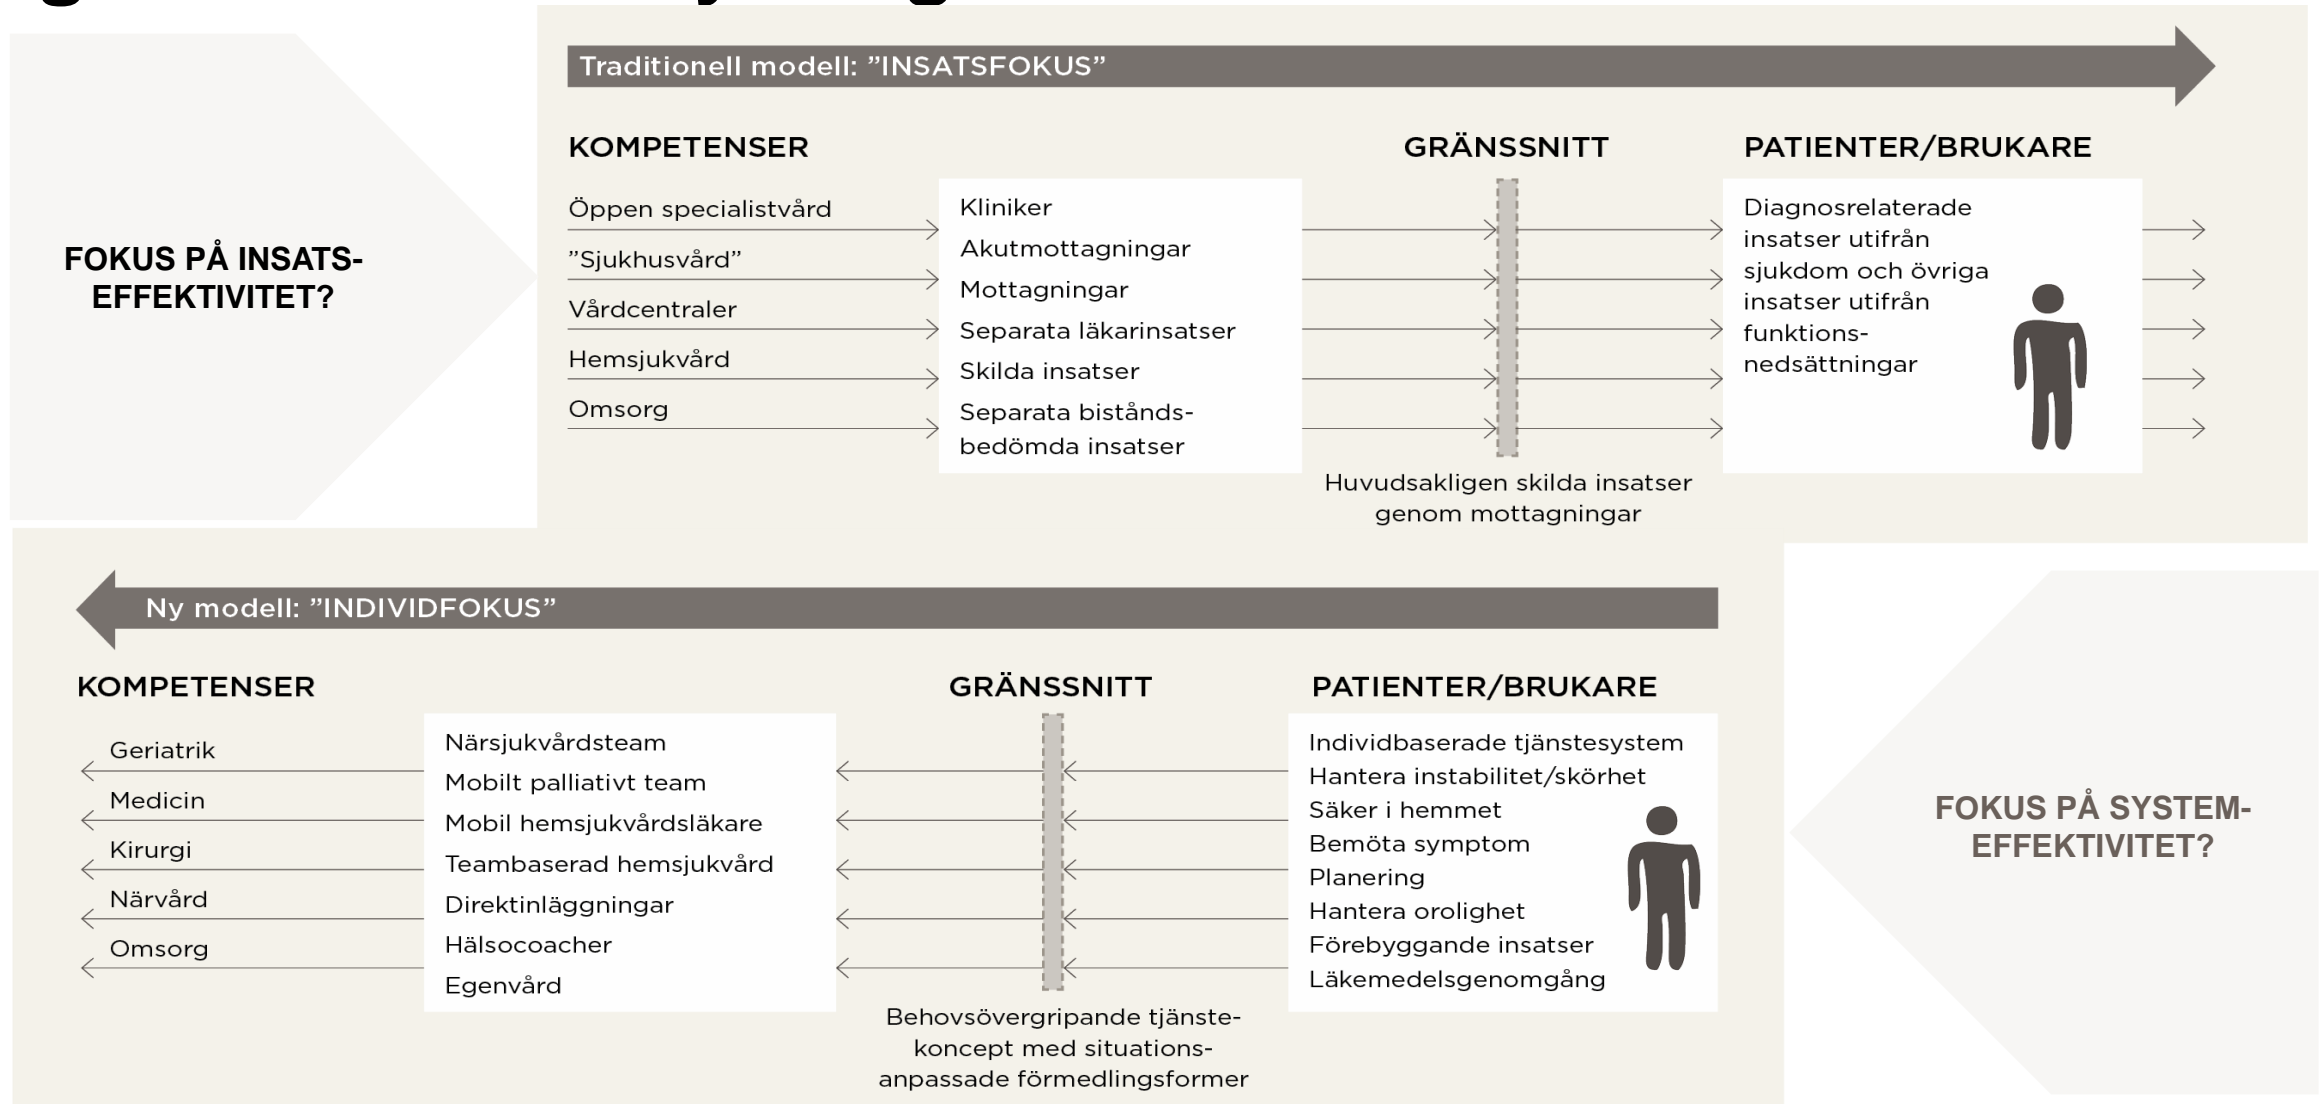 Traditionell modell: ”INSATSFOKUS”
FOKUS PÅ INSATS-
EFFEKTIVITET?
KOMPETENSER
Öppen specialistvård
”Sjukhusvård”
Vårdcentraler
Hemsjukvård
Omsorg
Kliniker
Akutmottagningar
Mottagningar
Separata läkarinsatser
Skilda insatser
Separata bistånds-
bedömda insatser
GRÄNSSNITT
Huvudsakligen skilda insatser
genom mottagningar
PATIENTER/BRUKARE
Diagnosrelaterade
insatser utifrån
sjukdom och övriga
insatser utifrån
funktions-
nedsättningar
Ny modell: ”INDIVIDFOKUS”
KOMPETENSER
Geriatrik
Medicin
Kirurgi
Närvård
Omsorg
Närsjukvårdsteam
Mobilt palliativt team
Mobil hemsjukvårdsläkare
Teambaserad hemsjukvård
Direktinläggningar
Hälsocoacher
Egenvård
GRÄNSSNITT
Behovsövergripande tjänste-
koncept med situations-
anpassade förmedlingsformer
PATIENTER/BRUKARE
Individbaserade tjänstesystem
Hantera instabilitet/skörhet
Säker i hemmet
Bemöta symptom
Planering
Hantera orolighet
Förebyggande insatser
Läkemedelsgenomgång
FOKUS PÅ SYSTEM-
EFFEKTIVITET?